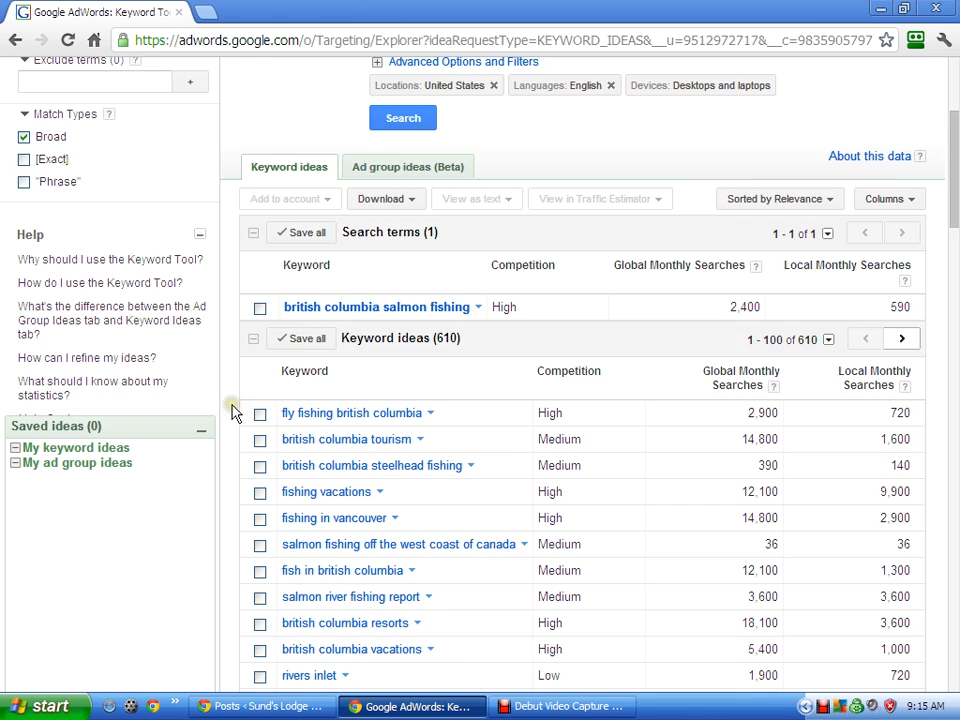 Google AdWords: Keyword To
https://adwords.google.com/o/Targeting/Explorer?ideaRequestType=KEYWORD_IDEAS&__u=9512972717&__c=9835905797
Exclude terms (0) ?
+
Match Types ?
Broad
[Exact]
"Phrase"
Help
Why should I use the Keyword Tool?
How do I use the Keyword Tool?
What's the difference between the Ad
Group Ideas tab and Keyword Ideas
tab?
How can I refine my ideas?
What should I know about my
statistics?
Saved ideas (0)
My keyword ideas
My ad group ideas
Advanced Options and Filters
Locations: United States Languages: English Devices: Desktops and laptops
Search
About this data ?
Keyword ideas Ad group ideas (Beta)
Add to account Download View as text View in Traffic Estimator Sorted by Relevance Columns
Save all Search terms (1) 1 - 1 of 1
Keyword Competition Global Monthly Searches ? Local Monthly Searches ?
british columbia salmon fishing High 2,400 590
Save all Keyword ideas (610) 1 - 100 of 610
Keyword Competition Global Monthly Searches ? Local Monthly Searches ?
fly fishing british columbia High 2,900 720
british columbia tourism Medium 14,800 1,600
british columbia steelhead fishing Medium 390 140
fishing vacations High 12,100 9,900
fishing in vancouver High 14,800 2,900
salmon fishing off the west coast of canada Medium 36 36
fish in british columbia Medium 12,100 1,300
salmon river fishing report Medium 3,600 3,600
british columbia resorts High 18,100 3,600
british columbia vacations High 5,400 1,000
rivers inlet Low 1,900 720
start Posts < Sund's Lodge ... Google AdWords: Ke... Debut Video Capture ... 9:15 AM